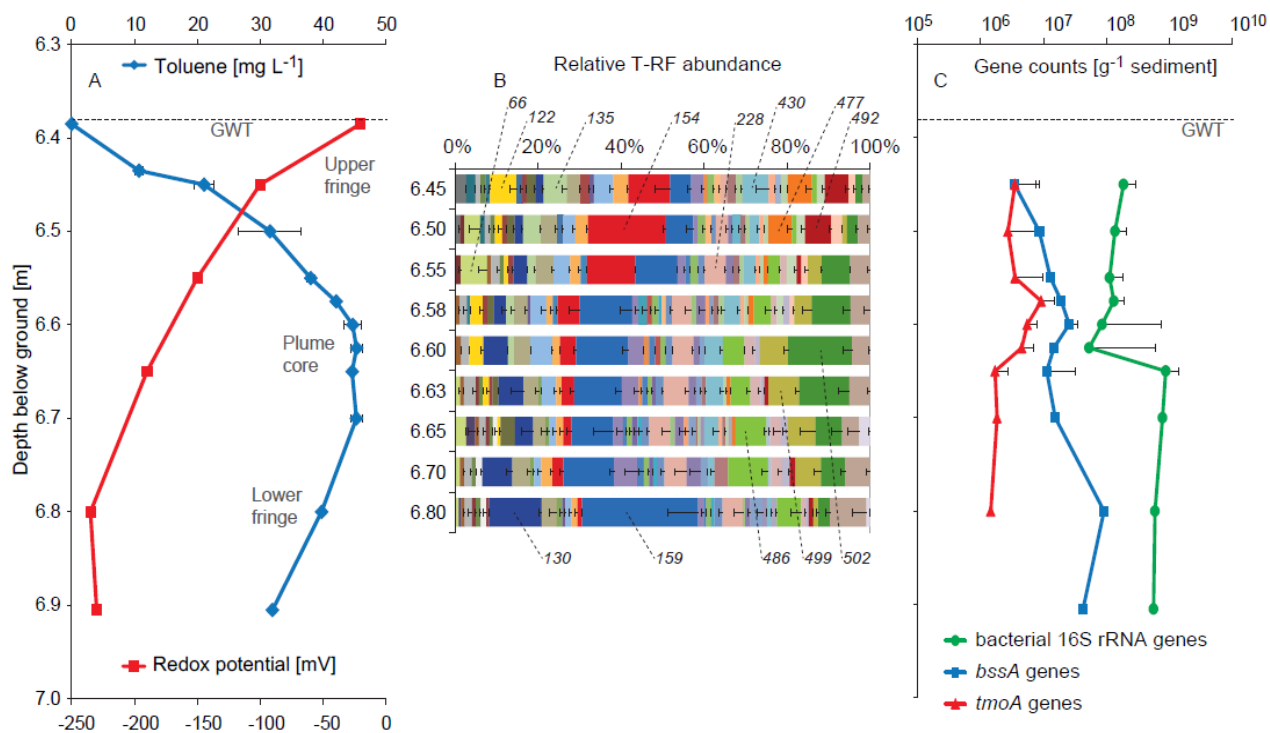 0 10 20 30 40 50
A
Toluene [mg L-1]
6.3
6.4
6.5
6.6
6.7
6.8
6.9
7.0
Depth below ground [m]
GWT
Upper
fringe
Plume
core
Lower
fringe
Redox potential [mV]
-250 -200 -150 -100 -50 0
Relative T-RF abundance
B
66
122
135
154
228
430
477
492
0% 20% 40% 60% 80% 100%
6.45
6.50
6.55
6.58
6.60
6.63
6.65
6.70
6.80
130
159
486
499
502
10^5 10^6 10^7 10^8 10^9 10^10
C
Gene counts [g-1 sediment]
GWT
bacterial 16S rRNA genes
bssA genes
tmoA genes